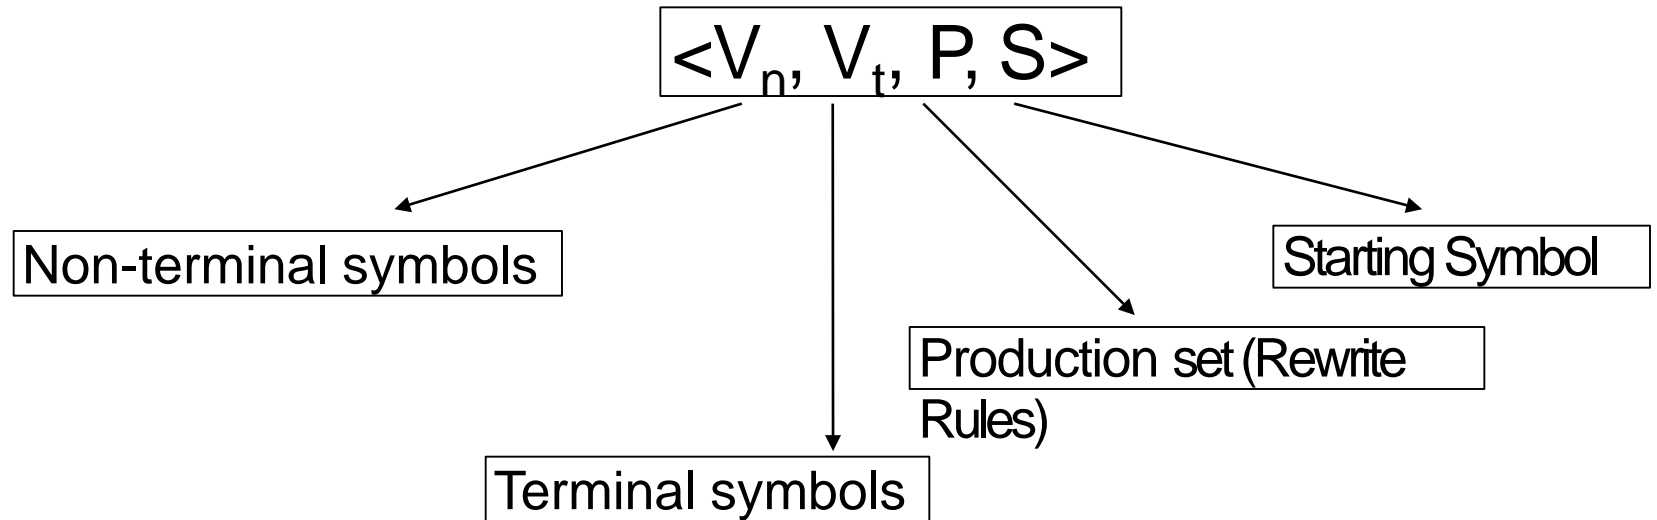 <Vn, Vt, P, S>
Non-terminal symbols
Starting Symbol
Production set (Rewrite
Rules)
Terminal symbols